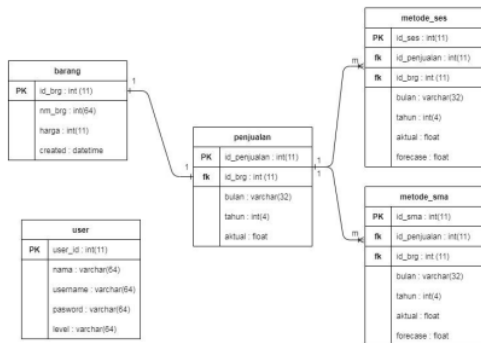 barang
PK id_brg : int (11)
nm_brg : int(64)
harga : int(11)
created : datetime
1
1
user
PK user_id : int(11)
nama : varchar(64)
username : varchar(64)
pasword : varchar(64)
level : varchar(64)
penjualan
PK id_penjualan : int(11)
fk id_brg : int (11)
bulan : varchar(32)
tahun : int(4)
aktual : float
1
1
m
m
metode_ses
PK id_ses : int(11)
fk id_penjualan : int(11)
fk id_brg : int (11)
bulan : varchar(32)
tahun : int(4)
aktual : float
forecase : float
metode_sma
PK id_sma : int(11)
fk id_penjualan : int(11)
fk id_brg : int (11)
bulan : varchar(32)
tahun : int(4)
aktual : float
forecase : float